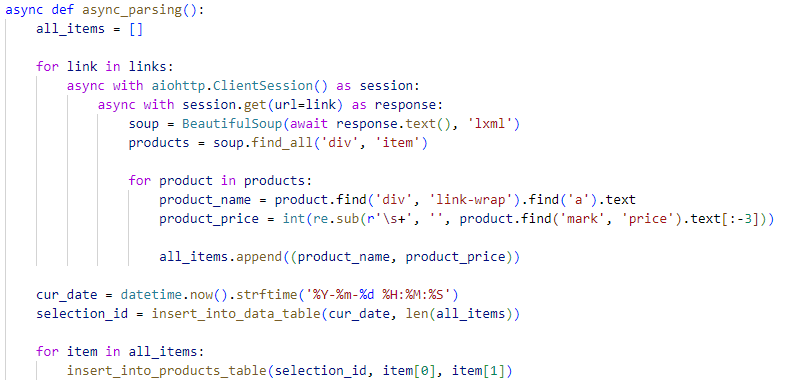 async def async_parsing():
    all_items = []
    for link in links:
        async with aiohttp.ClientSession() as session:
            async with session.get(url=link) as response:
                soup = BeautifulSoup(await response.text(), 'lxml')
                products = soup.find_all('div', 'item')
                for product in products:
                    product_name = product.find('div', 'link-wrap').find('a').text
                    product_price = int(re.sub(r'\s+', '', product.find('mark', 'price').text[:-3]))
                    all_items.append((product_name, product_price))
    cur_date = datetime.now().strftime('%Y-%m-%d %H:%M:%S')
    selection_id = insert_into_data_table(cur_date, len(all_items))
    for item in all_items:
        insert_into_products_table(selection_id, item[0], item[1])